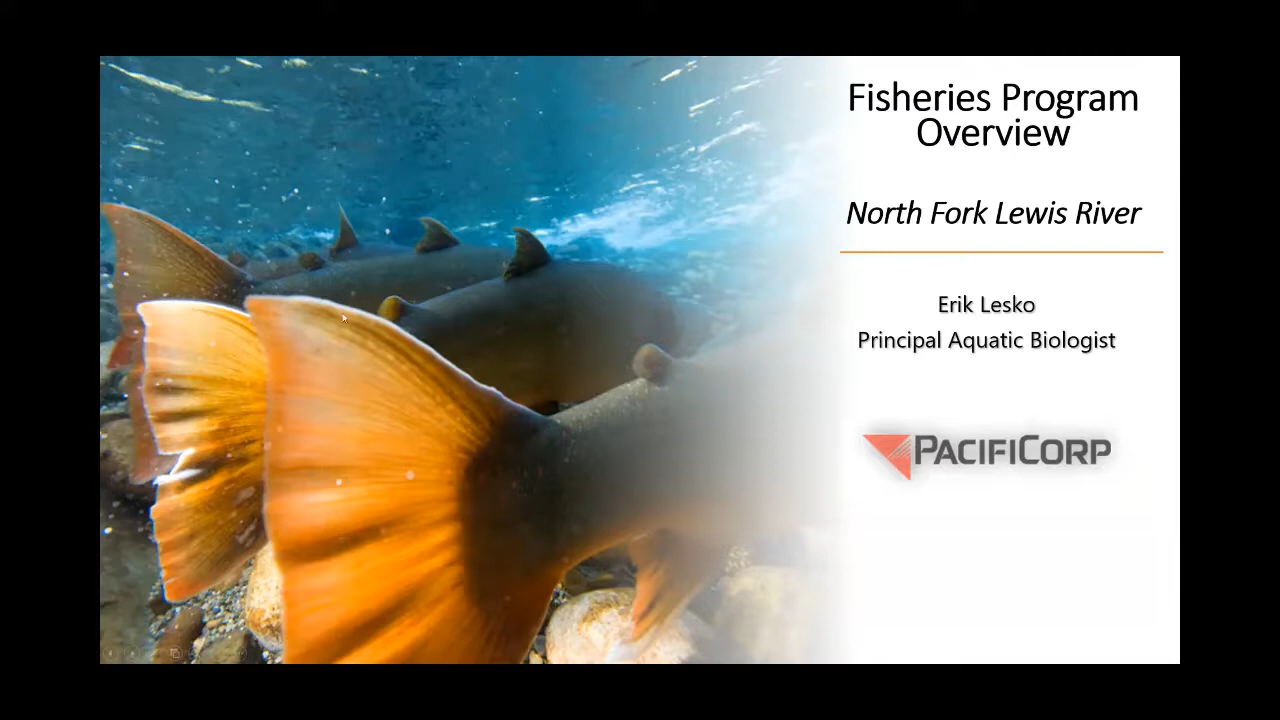 Fisheries Program
Overview
North Fork Lewis River
Erik Lesko
Principal Aquatic Biologist
PACIFICORP